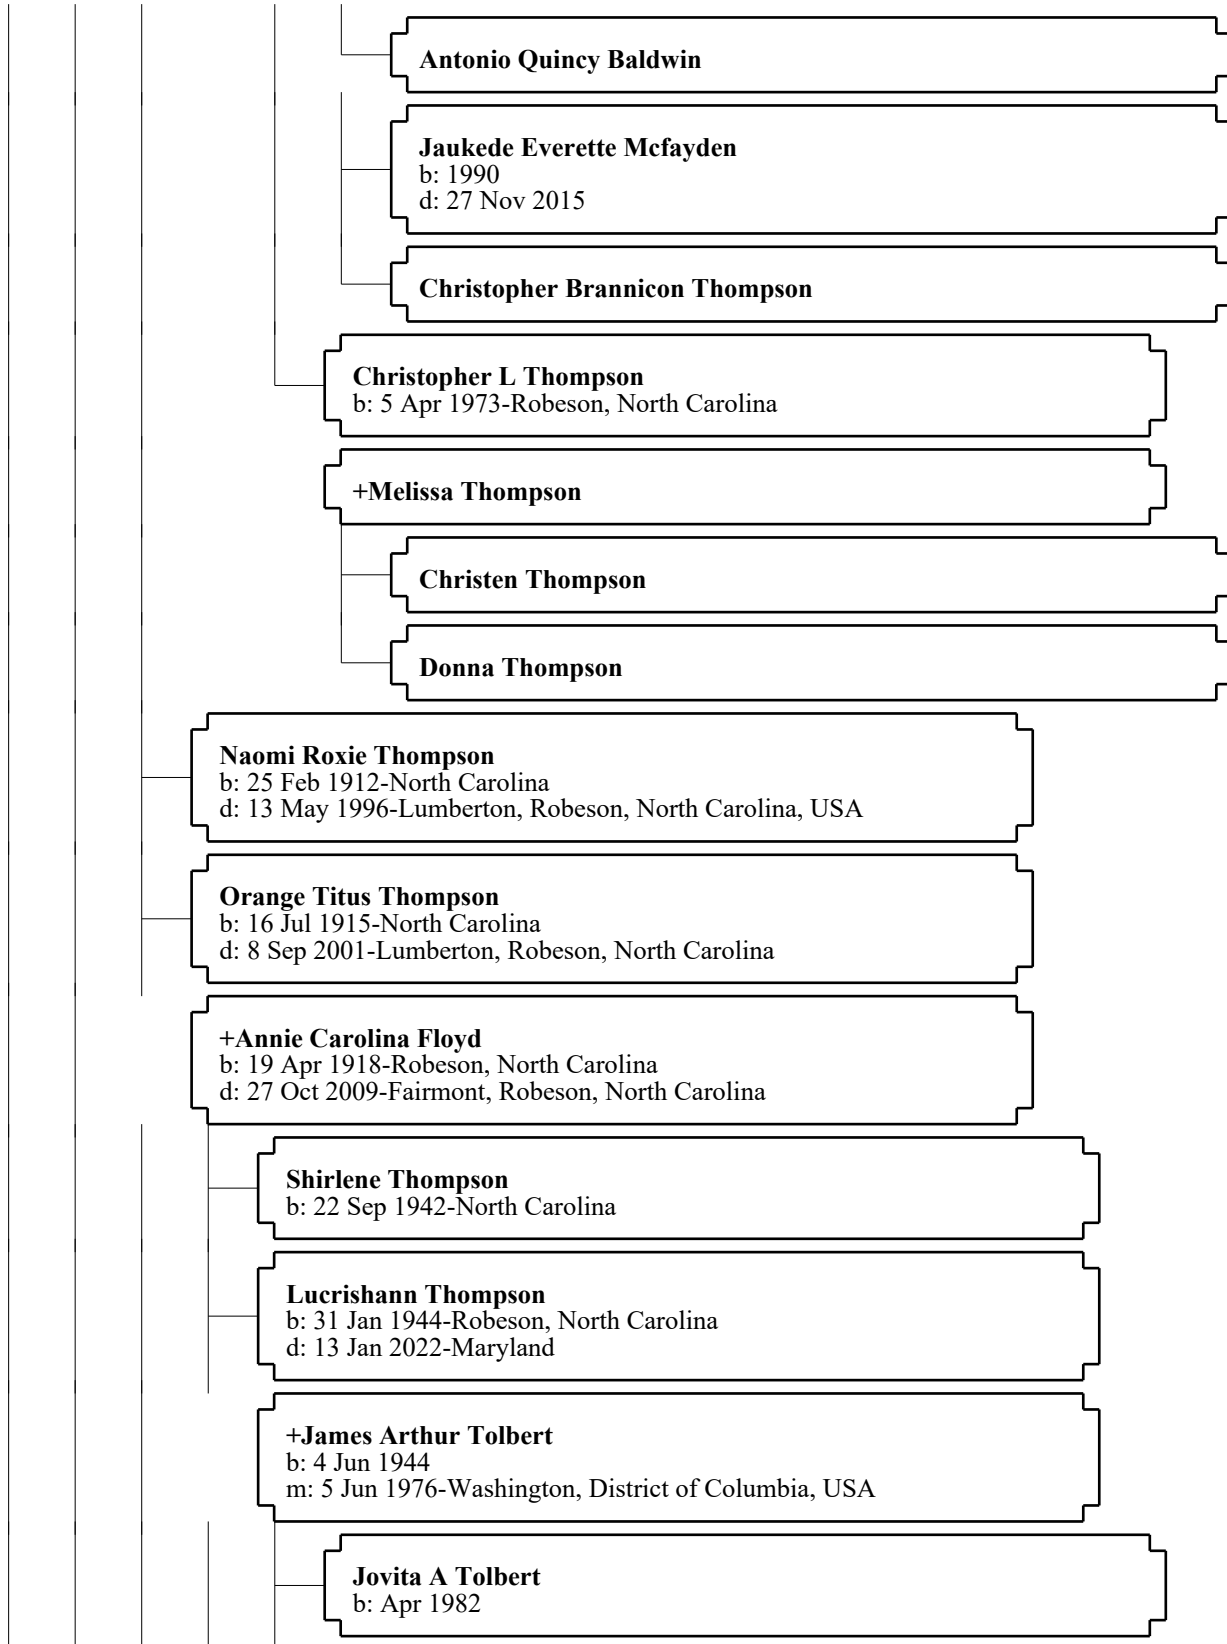 Antonio Quincy Baldwin
Jaukede Everette Mcfayden
b: 1990
d: 27 Nov 2015
Christopher Brannicon Thompson
Christopher L Thompson
b: 5 Apr 1973-Robeson, North Carolina
+Melissa Thompson
Christen Thompson
Donna Thompson
Naomi Roxie Thompson
b: 25 Feb 1912-North Carolina
d: 13 May 1996-Lumberton, Robeson, North Carolina, USA
Orange Titus Thompson
b: 16 Jul 1915-North Carolina
d: 8 Sep 2001-Lumberton, Robeson, North Carolina
+Annie Carolina Floyd
b: 19 Apr 1918-Robeson, North Carolina
d: 27 Oct 2009-Fairmont, Robeson, North Carolina
Shirlene Thompson
b: 22 Sep 1942-North Carolina
Lucrishann Thompson
b: 31 Jan 1944-Robeson, North Carolina
d: 13 Jan 2022-Maryland
+James Arthur Tolbert
b: 4 Jun 1944
m: 5 Jun 1976-Washington, District of Columbia, USA
Jovita A Tolbert
b: Apr 1982